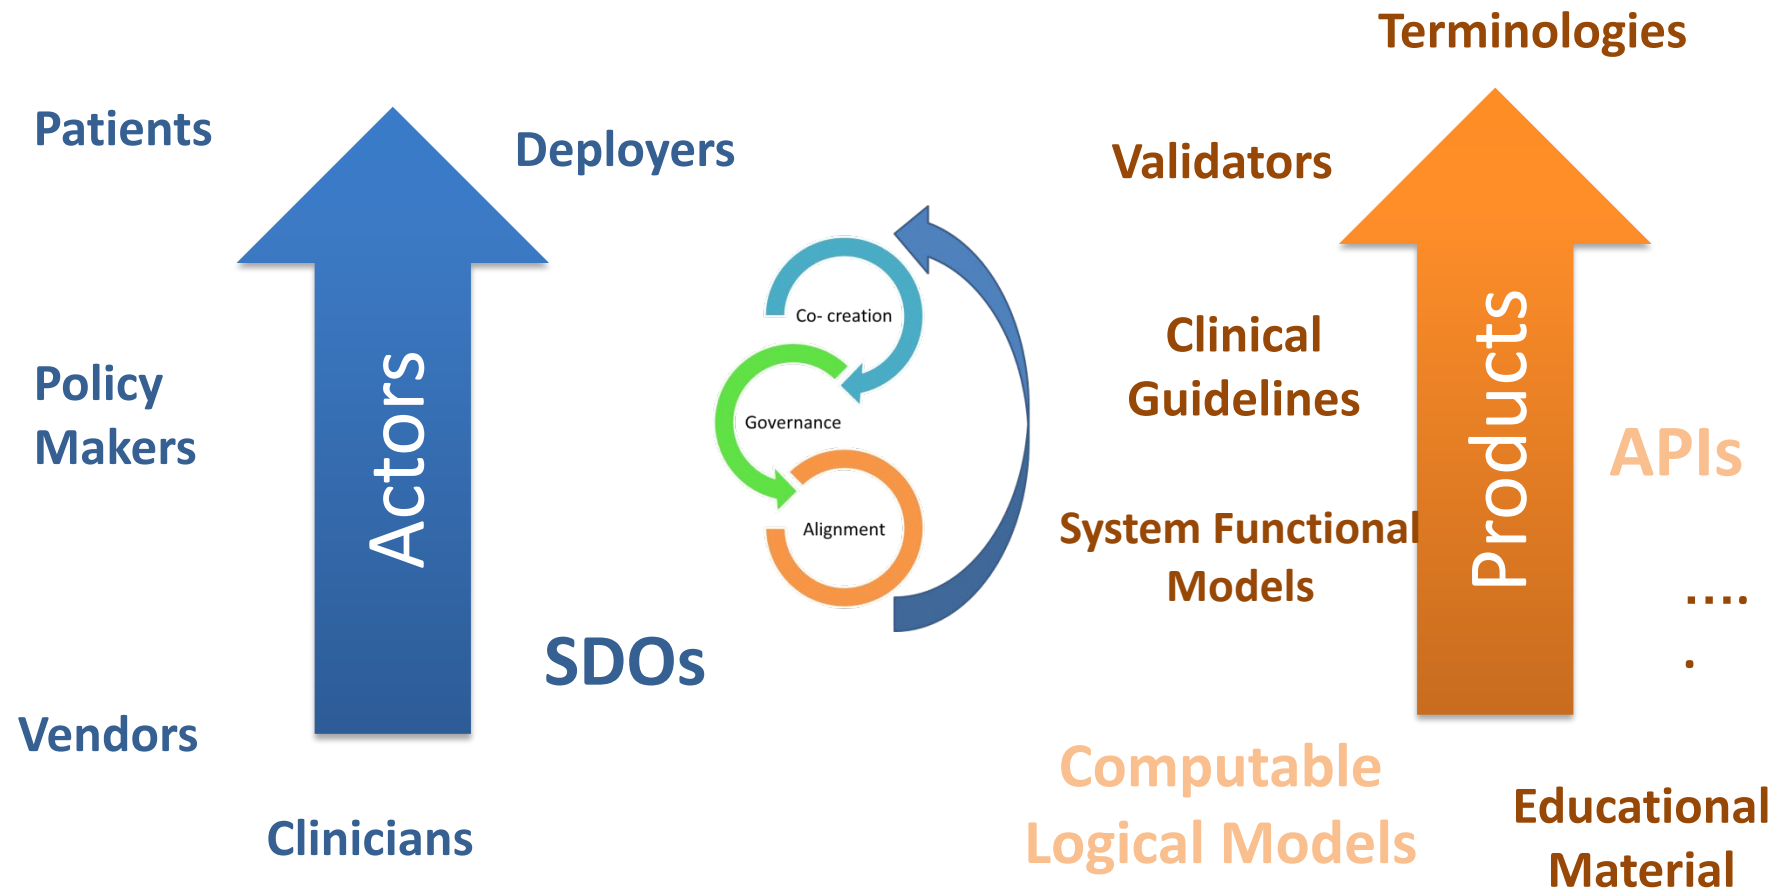 Terminologies
Patients
Deployers
Validators
Co- creation
Governance
Alignment
Actors
Policy
Makers
SDOs
Vendors
Clinicians
Clinical
Guidelines
System Functional
Models
Products
APIs
....
.
Computable
Logical Models
Educational
Material